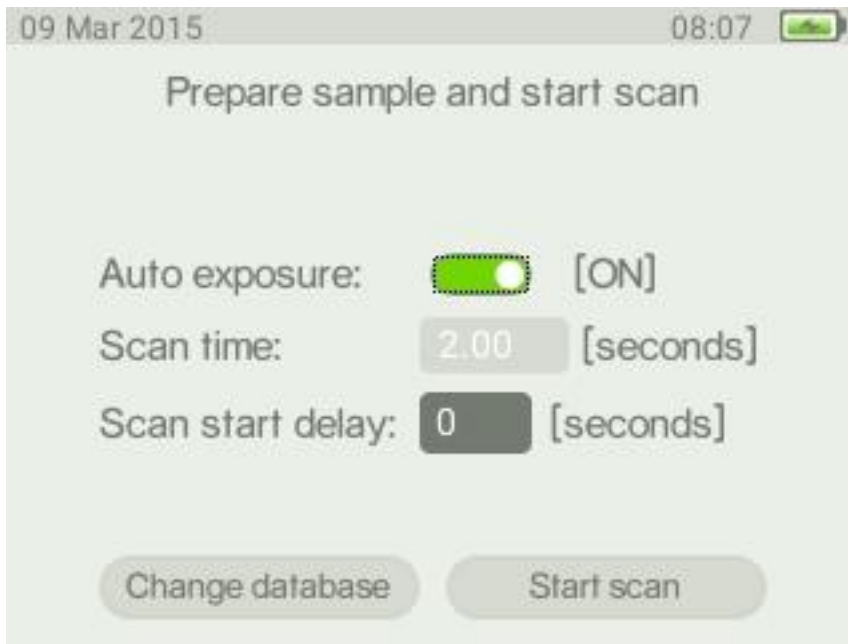 09 Mar 2015 08:07
Prepare sample and start scan
Auto exposure: [ON]
Scan time: 2.00 [seconds]
Scan start delay: 0 [seconds]
Change database Start scan